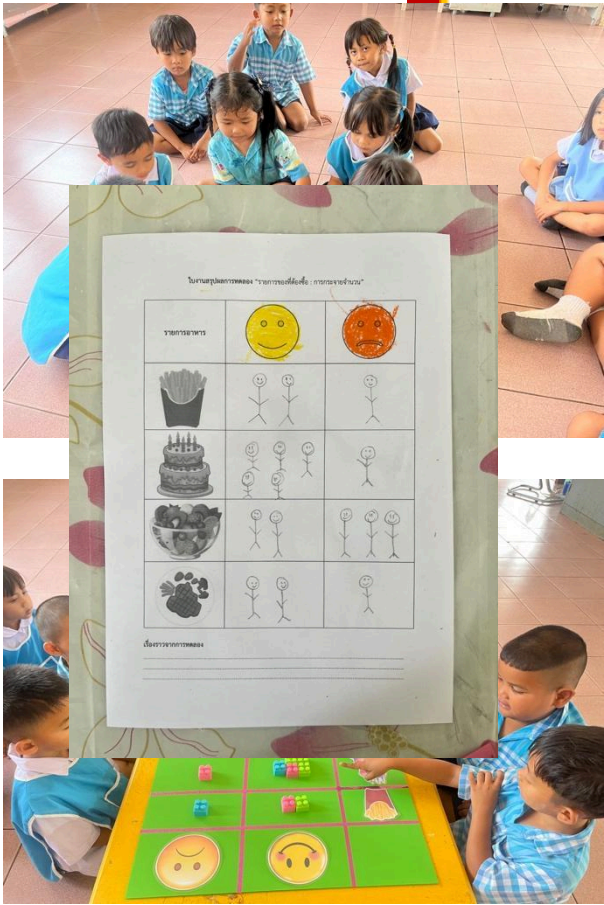 ใบงานสรุปผลการทดลอง "รายการของที่ต้องซื้อ : การกระจายจำนวน"
รายการอาหาร
เรื่องราวจากการทดลอง